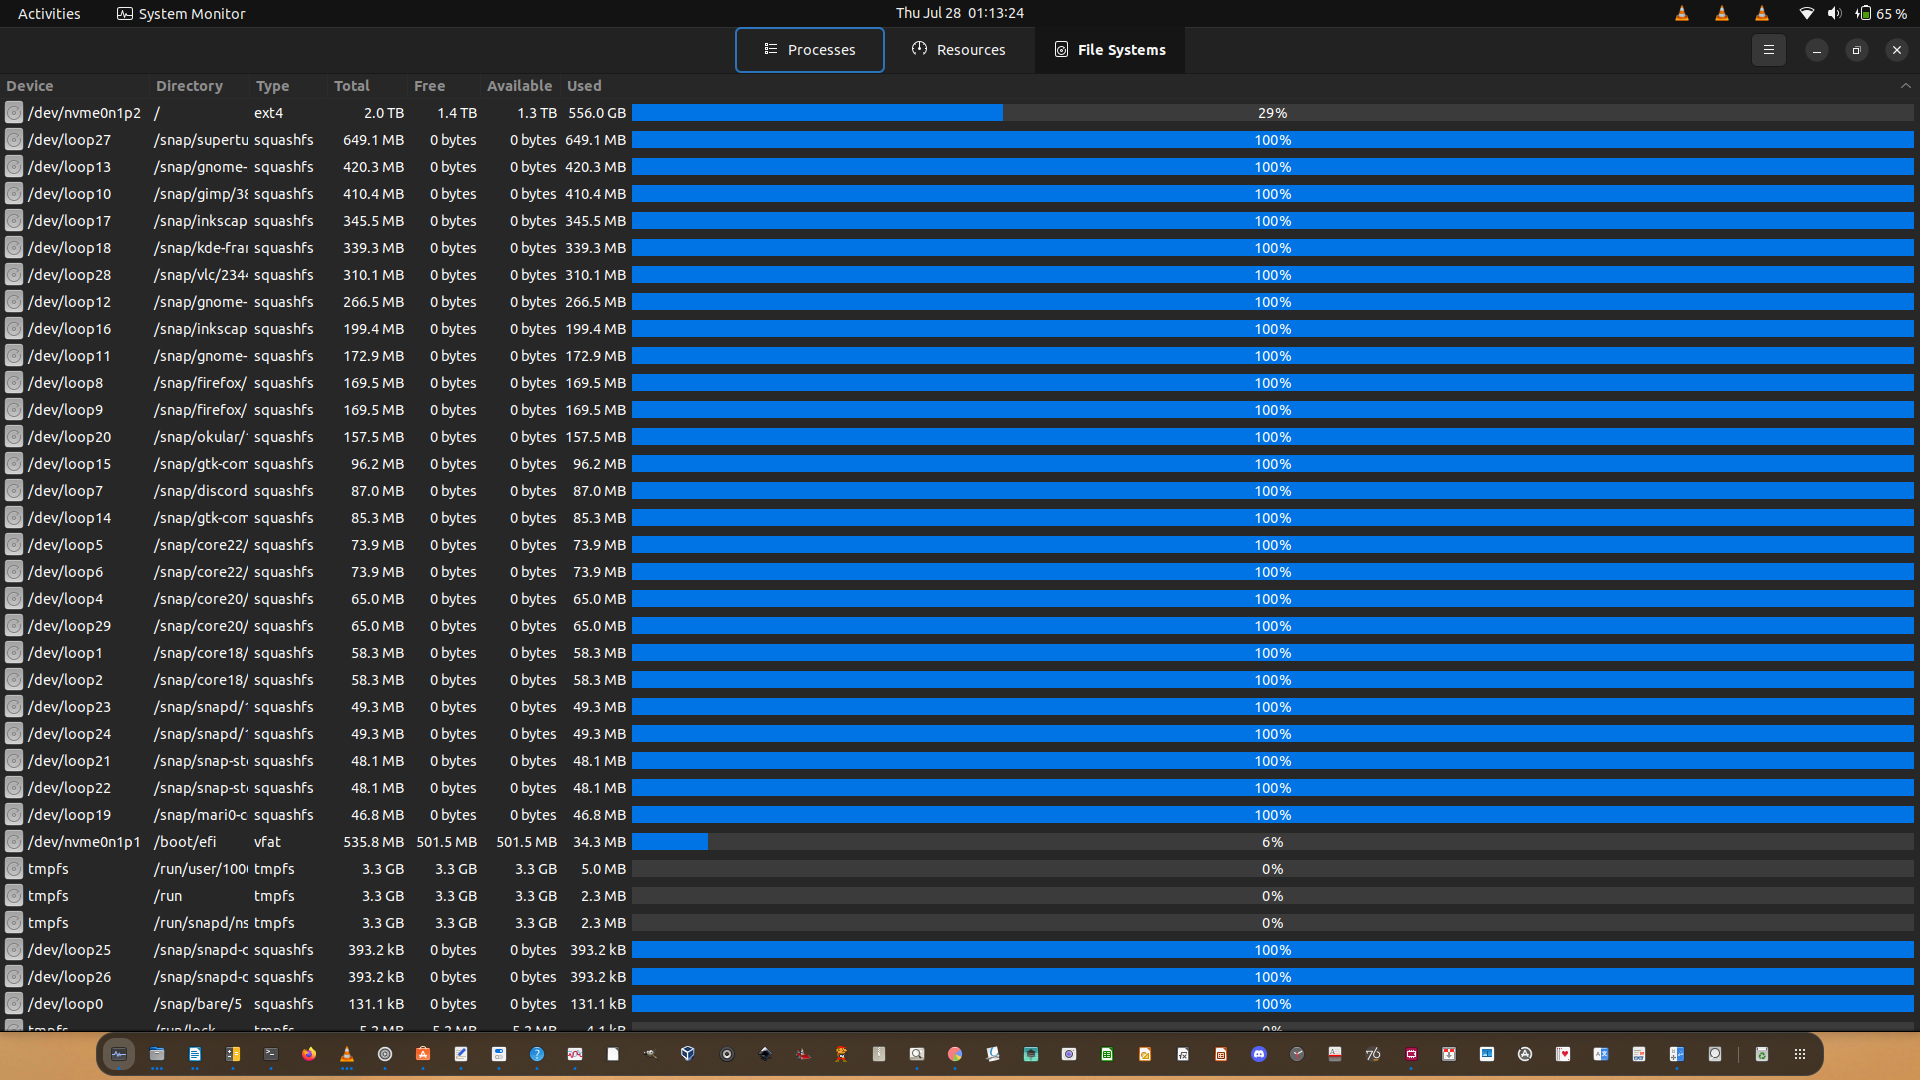 Activities System Monitor Thu Jul 28 01:13:24 65 %
Processes Resources File Systems
Device Directory Type Total Free Available Used
/dev/nvme0n1p2 / ext4 2.0 TB 1.4 TB 1.3 TB 556.0 GB 29%
/dev/loop27 /snap/supertu squashfs 649.1 MB 0 bytes 0 bytes 649.1 MB 100%
/dev/loop13 /snap/gnome- squashfs 420.3 MB 0 bytes 0 bytes 420.3 MB 100%
/dev/loop10 /snap/gimp/38 squashfs 410.4 MB 0 bytes 0 bytes 410.4 MB 100%
/dev/loop17 /snap/inkscap squashfs 345.5 MB 0 bytes 0 bytes 345.5 MB 100%
/dev/loop18 /snap/kde-frar squashfs 339.3 MB 0 bytes 0 bytes 339.3 MB 100%
/dev/loop28 /snap/vlc/2344 squashfs 310.1 MB 0 bytes 0 bytes 310.1 MB 100%
/dev/loop12 /snap/gnome- squashfs 266.5 MB 0 bytes 0 bytes 266.5 MB 100%
/dev/loop16 /snap/inkscap squashfs 199.4 MB 0 bytes 0 bytes 199.4 MB 100%
/dev/loop11 /snap/gnome- squashfs 172.9 MB 0 bytes 0 bytes 172.9 MB 100%
/dev/loop8 /snap/firefox/ squashfs 169.5 MB 0 bytes 0 bytes 169.5 MB 100%
/dev/loop9 /snap/firefox/ squashfs 169.5 MB 0 bytes 0 bytes 169.5 MB 100%
/dev/loop20 /snap/okular/ squashfs 157.5 MB 0 bytes 0 bytes 157.5 MB 100%
/dev/loop15 /snap/gtk-com squashfs 96.2 MB 0 bytes 0 bytes 96.2 MB 100%
/dev/loop7 /snap/discord squashfs 87.0 MB 0 bytes 0 bytes 87.0 MB 100%
/dev/loop14 /snap/gtk-com squashfs 85.3 MB 0 bytes 0 bytes 85.3 MB 100%
/dev/loop5 /snap/core22/ squashfs 73.9 MB 0 bytes 0 bytes 73.9 MB 100%
/dev/loop6 /snap/core22/ squashfs 73.9 MB 0 bytes 0 bytes 73.9 MB 100%
/dev/loop4 /snap/core20/ squashfs 65.0 MB 0 bytes 0 bytes 65.0 MB 100%
/dev/loop29 /snap/core20/ squashfs 65.0 MB 0 bytes 0 bytes 65.0 MB 100%
/dev/loop1 /snap/core18/ squashfs 58.3 MB 0 bytes 0 bytes 58.3 MB 100%
/dev/loop2 /snap/core18/ squashfs 58.3 MB 0 bytes 0 bytes 58.3 MB 100%
/dev/loop23 /snap/snapd/ squashfs 49.3 MB 0 bytes 0 bytes 49.3 MB 100%
/dev/loop24 /snap/snapd/ squashfs 49.3 MB 0 bytes 0 bytes 49.3 MB 100%
/dev/loop21 /snap/snap-sto squashfs 48.1 MB 0 bytes 0 bytes 48.1 MB 100%
/dev/loop22 /snap/snap-sto squashfs 48.1 MB 0 bytes 0 bytes 48.1 MB 100%
/dev/loop19 /snap/mari0-c squashfs 46.8 MB 0 bytes 0 bytes 46.8 MB 100%
/dev/nvme0n1p1 /boot/efi vfat 535.8 MB 501.5 MB 501.5 MB 34.3 MB 6%
tmpfs /run/user/1000 tmpfs 3.3 GB 3.3 GB 3.3 GB 5.0 MB 0%
tmpfs /run tmpfs 3.3 GB 3.3 GB 3.3 GB 2.3 MB 0%
tmpfs /run/snapd/ns tmpfs 3.3 GB 3.3 GB 3.3 GB 2.3 MB 0%
/dev/loop25 /snap/snapd-c squashfs 393.2 kB 0 bytes 0 bytes 393.2 kB 100%
/dev/loop26 /snap/snapd-c squashfs 393.2 kB 0 bytes 0 bytes 393.2 kB 100%
/dev/loop0 /snap/bare/5 squashfs 131.1 kB 0 bytes 0 bytes 131.1 kB 100%
tmpfs /run/lock tmpfs 5.2 MB 5.2 MB 5.2 MB 4.1 kB 0%